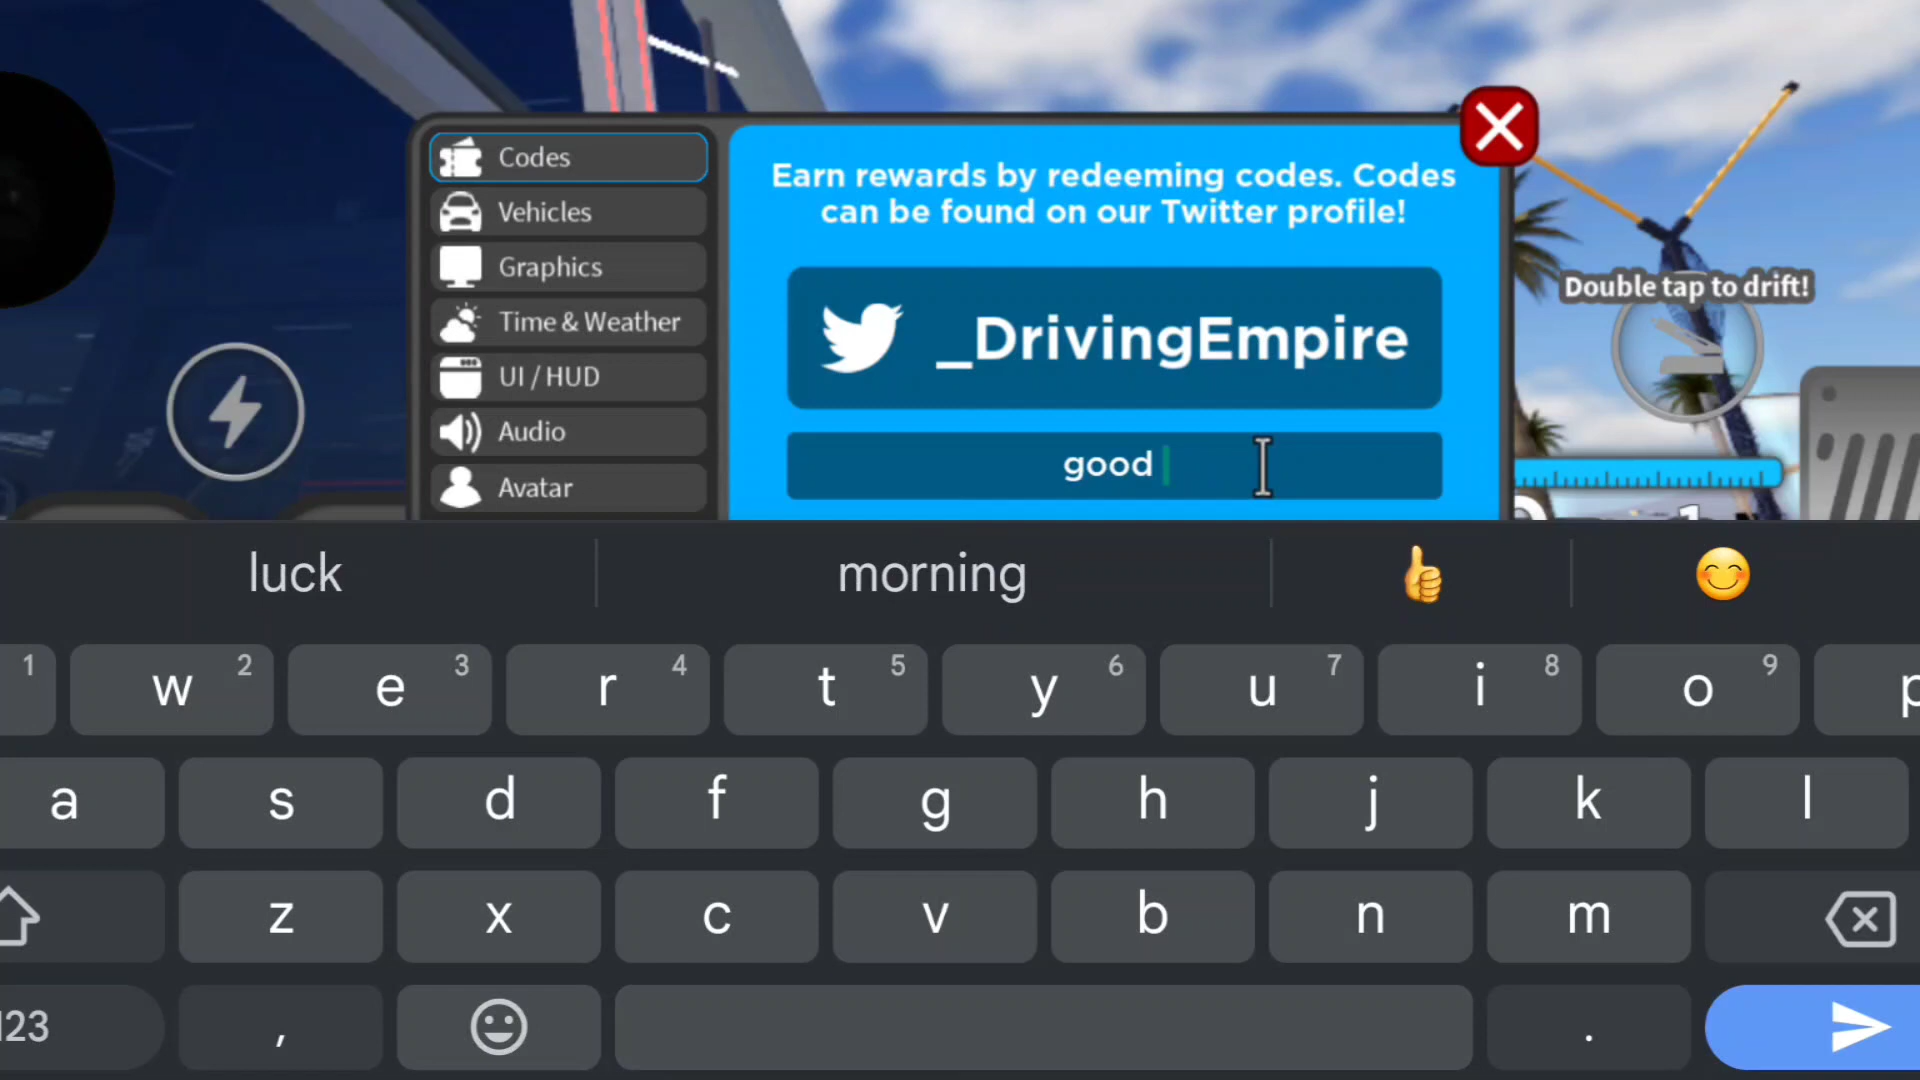 Codes
Vehicles
Graphics
Time & Weather
UI / HUD
Audio
Avatar
Earn rewards by redeeming codes. Codes
can be found on our Twitter profile!
_DrivingEmpire
good
Double tap to drift!
luck morning 👍 😊
1 w 2 e 3 r 4 t 5 y 6 u 7 i 8 o 9 p
a s d f g h j k l
z x c v b n m
123 , .